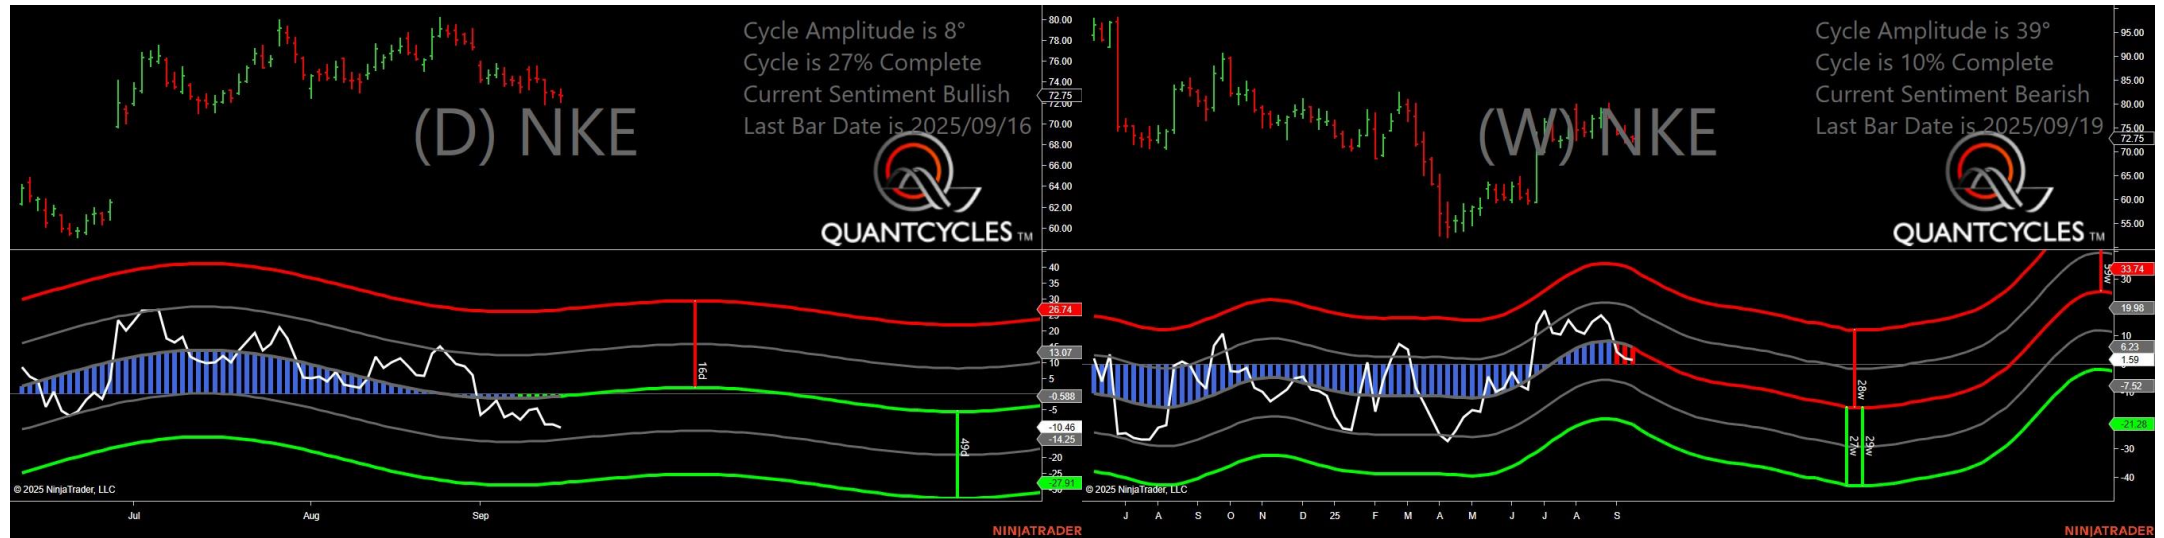 Cycle Amplitude is 8°
Cycle is 27% Complete
Current Sentiment Bullish
Last Bar Date is 2025/09/16
(D) NKE
QUANTCYCLES TM
80.00
78.00
76.00
74.00
72.75
72.00
70.00
68.00
66.00
64.00
62.00
60.00
40
35
30
26.74
20
13.07
10
5
-0.588
-5
-10.46
-14.25
-20
-25
-27.91
16d
49d
© 2025 NinjaTrader, LLC
Jul Aug Sep
NINJATRADER
Cycle Amplitude is 39°
Cycle is 10% Complete
Current Sentiment Bearish
Last Bar Date is 2025/09/19
(W) NKE
QUANTCYCLES TM
95.00
90.00
85.00
80.00
75.00
72.75
70.00
65.00
60.00
55.00
33.74
30
19.98
10
6.23
1.59
-7.52
-10
-21.28
-30
-40
28w
27w 29w
© 2025 NinjaTrader, LLC
J A S O N D 25 F M A M J J A S
NINJATRADER